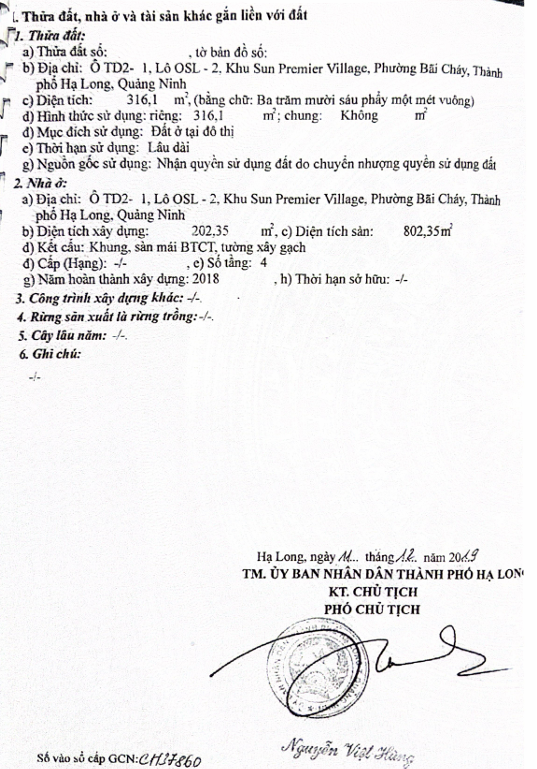 I. Thửa đất, nhà ở và tài sản khác gắn liền với đất
1. Thửa đất:
a) Thửa đất số: , tờ bản đồ số:
b) Địa chỉ: Ô TD2- 1, Lô OSL - 2, Khu Sun Premier Village, Phường Bãi Cháy, Thành
phố Hạ Long, Quảng Ninh
c) Diện tích: 316,1 m², (bằng chữ: Ba trăm mười sáu phẩy một mét vuông)
d) Hình thức sử dụng: riêng: 316,1 m²; chung: Không m²
đ) Mục đích sử dụng: Đất ở tại đô thị
e) Thời hạn sử dụng: Lâu dài
g) Nguồn gốc sử dụng: Nhận quyền sử dụng đất do chuyển nhượng quyền sử dụng đất
2. Nhà ở:
a) Địa chỉ: Ô TD2- 1, Lô OSL - 2, Khu Sun Premier Village, Phường Bãi Cháy, Thành
phố Hạ Long, Quảng Ninh
b) Diện tích xây dựng: 202,35 m², c) Diện tích sàn: 802,35m²
d) Kết cấu: Khung, sàn mái BTCT, tường xây gạch
đ) Cấp (Hạng): -/- , e) Số tầng: 4
g) Năm hoàn thành xây dựng: 2018 , h) Thời hạn sở hữu: -/-
3. Công trình xây dựng khác: -/-.
4. Rừng sản xuất là rừng trồng:-/-.
5. Cây lâu năm: -/-.
6. Ghi chú:
-/-
Hạ Long, ngày 11... tháng 12. năm 2019
TM. ỦY BAN NHÂN DÂN THÀNH PHỐ HẠ LONG
KT. CHỦ TỊCH
PHÓ CHỦ TỊCH
Nguyễn Việt Hùng
Số vào sổ cấp GCN: CH37860